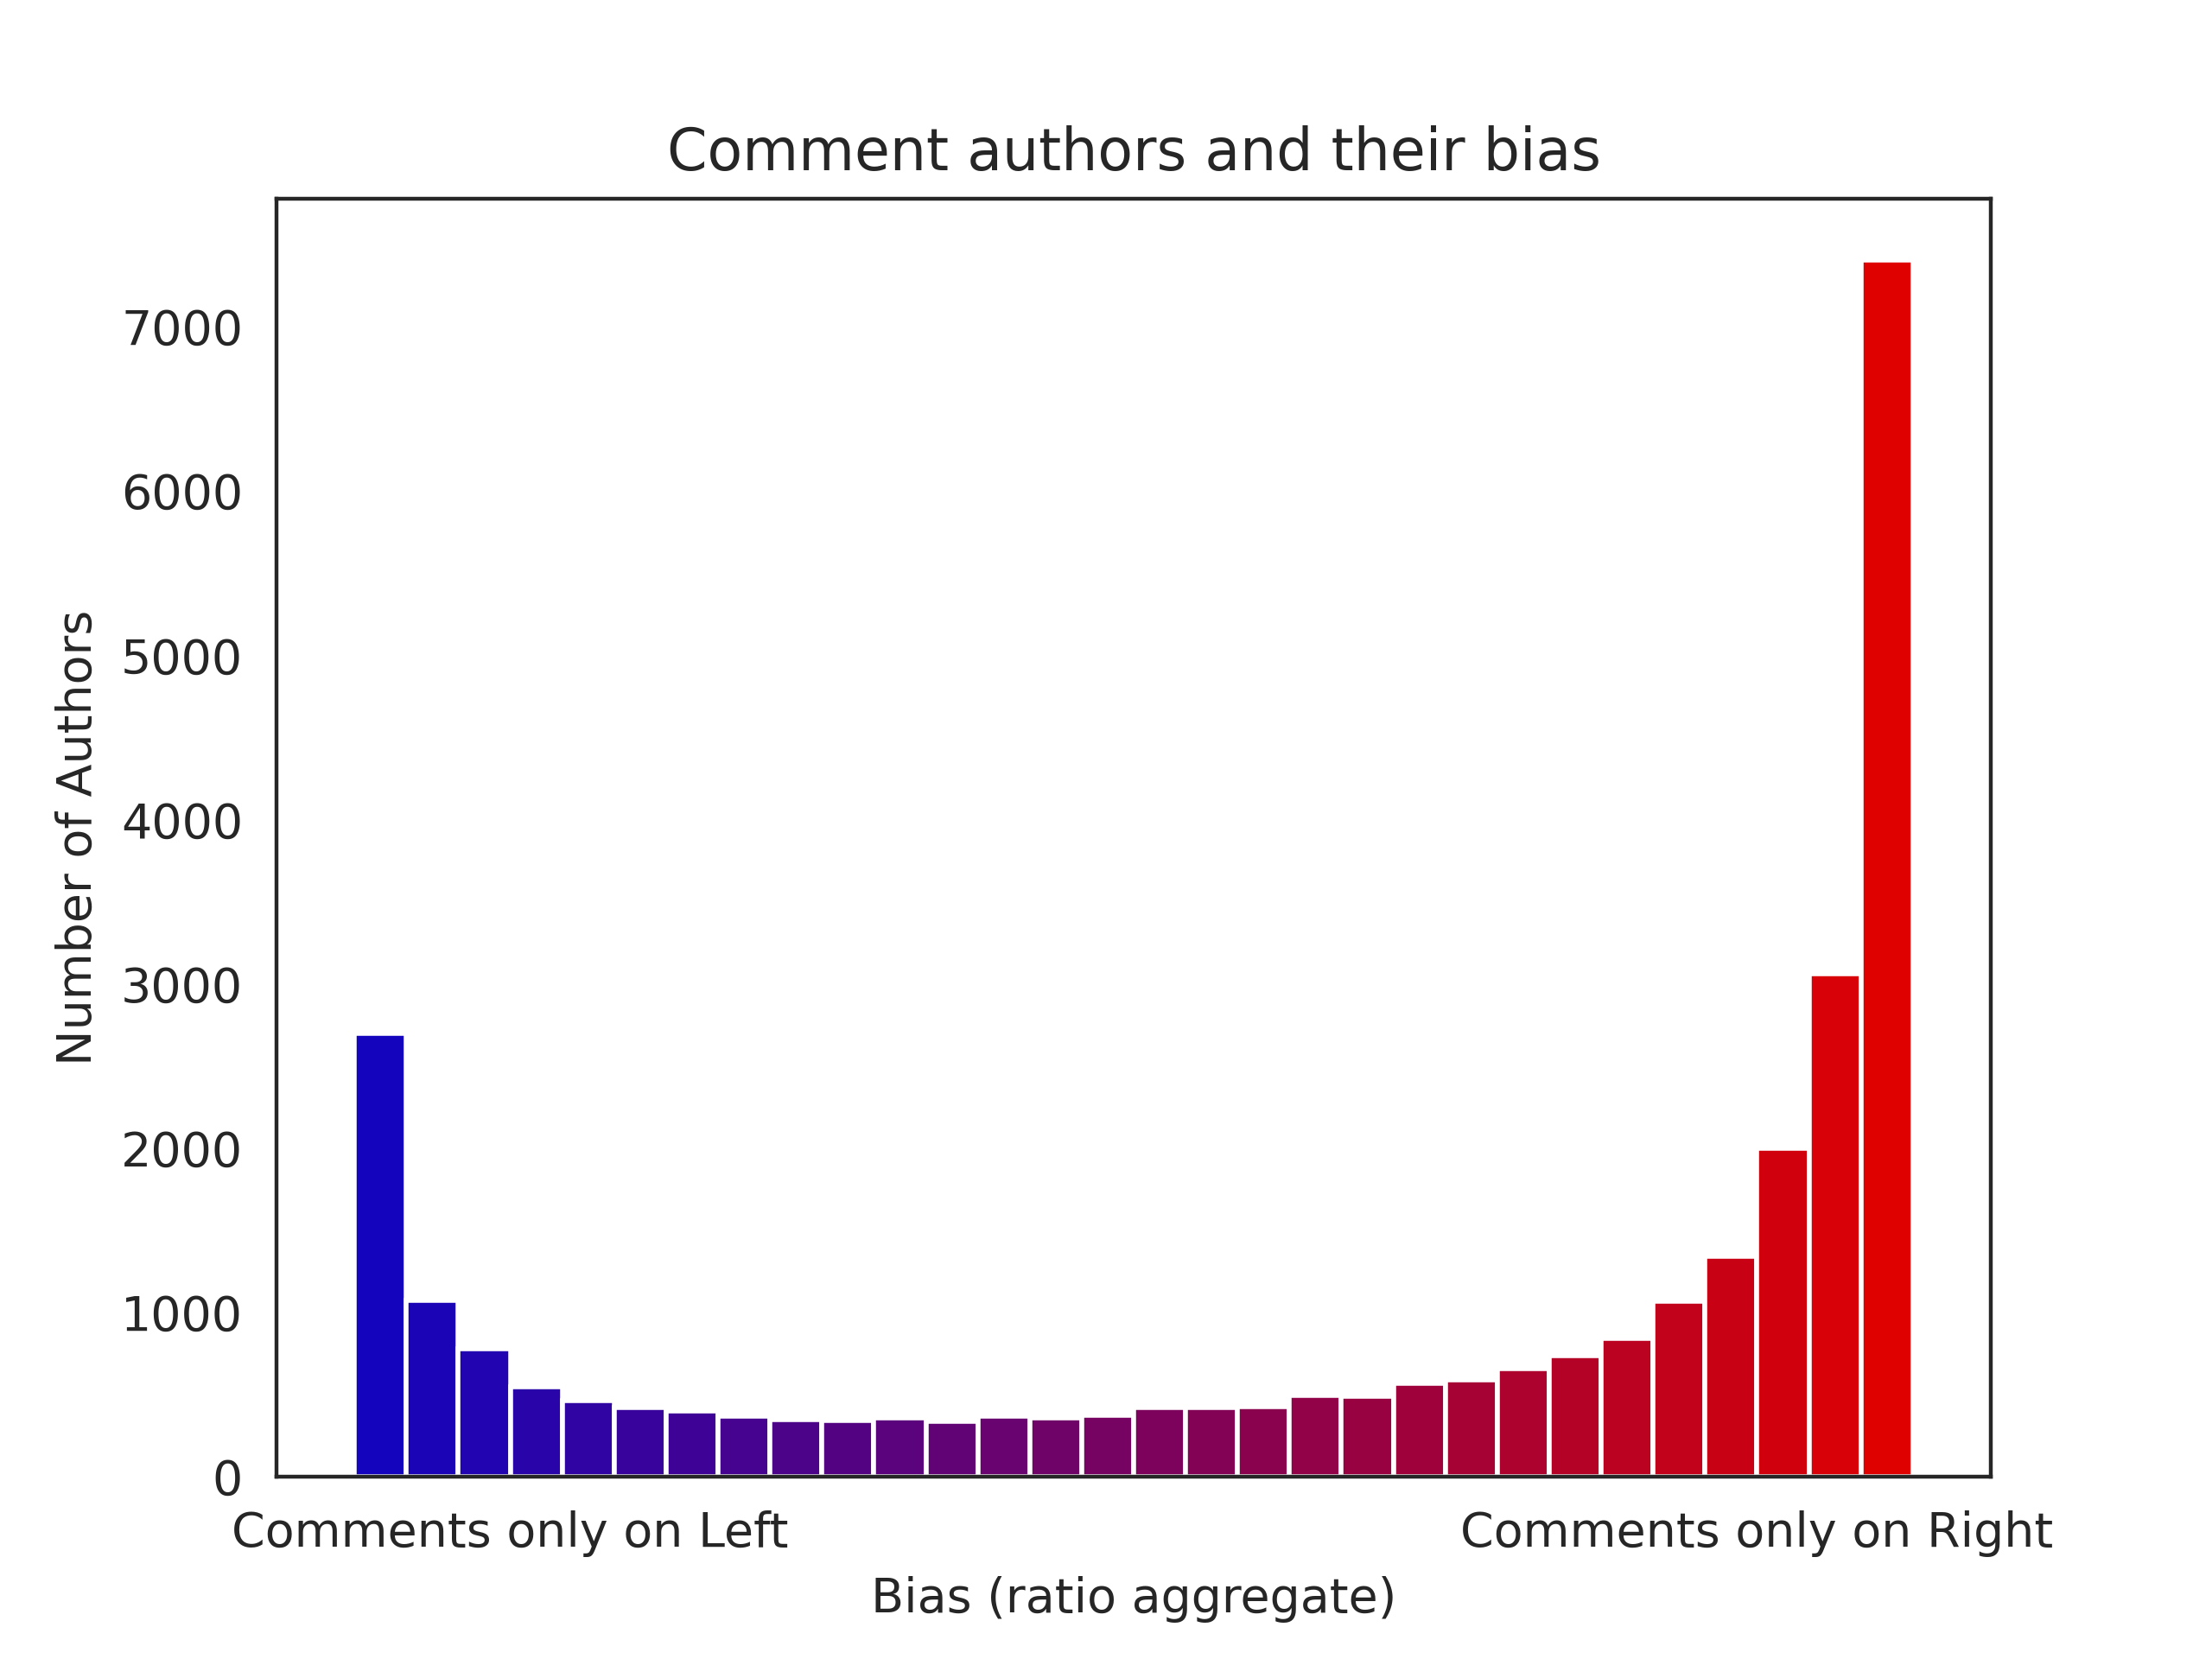 Comment authors and their bias
Number of Authors
7000
6000
5000
4000
3000
2000
1000
0
Comments only on Left
Comments only on Right
Bias (ratio aggregate)